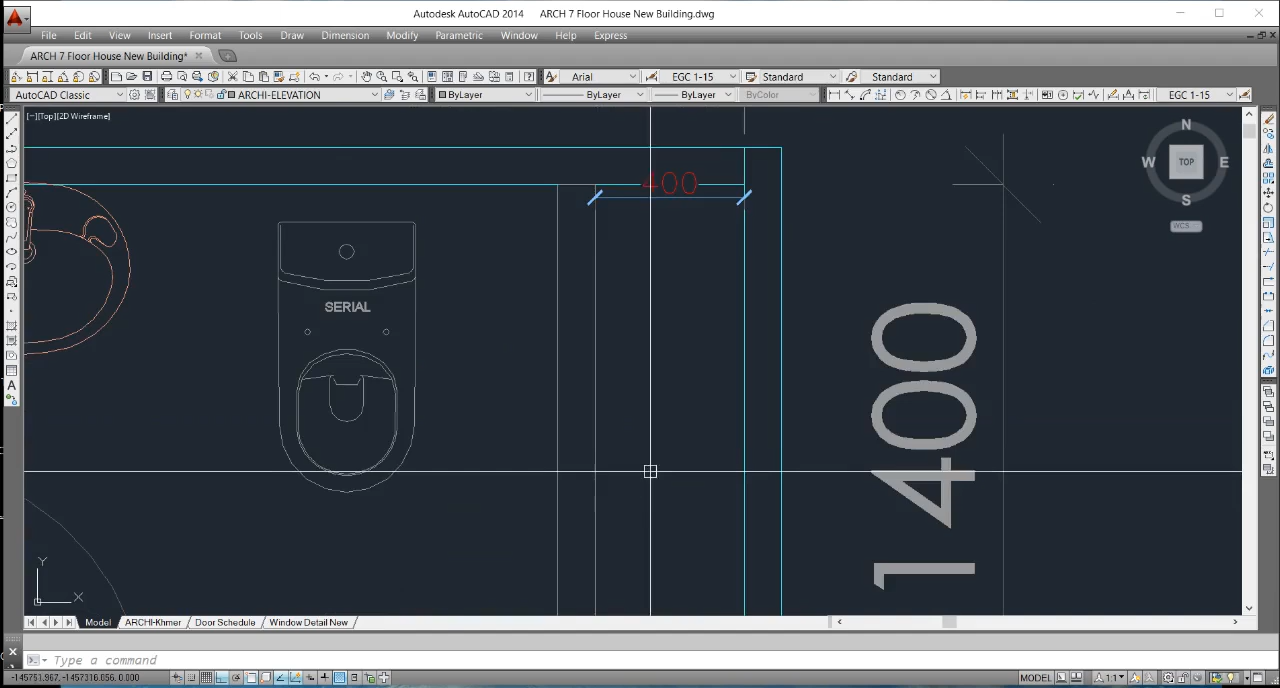 Autodesk AutoCAD 2014 ARCH 7 Floor House New Building.dwg
File Edit View Insert Format Tools Draw Dimension Modify Parametric Window Help Express
ARCH 7 Floor House New Building*
Arial EGC 1-15 Standard Standard
AutoCAD Classic ARCHI-ELEVATION ByLayer ByLayer ByLayer ByColor EGC 1-15
[−][Top][2D Wireframe]
N
W TOP E
S
WCS
400
SERIAL
1400
Y
X
Model ARCHI-Khmer Door Schedule Window Detail New
Type a command
-145751.967, -1457316.056, 0.000 MODEL 1:1